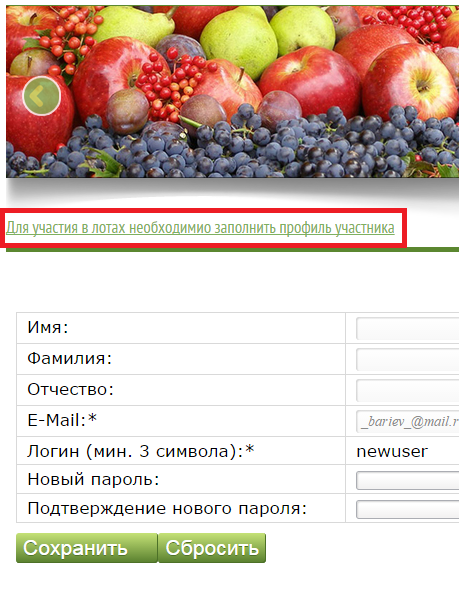 Для участия в лотах необходимио заполнить профиль участника
Имя:
Фамилия:
Отчество:
E-Mail:* _bariev_@mail.r
Логин (мин. 3 символа):* newuser
Новый пароль:
Подтверждение нового пароля:
Сохранить Сбросить